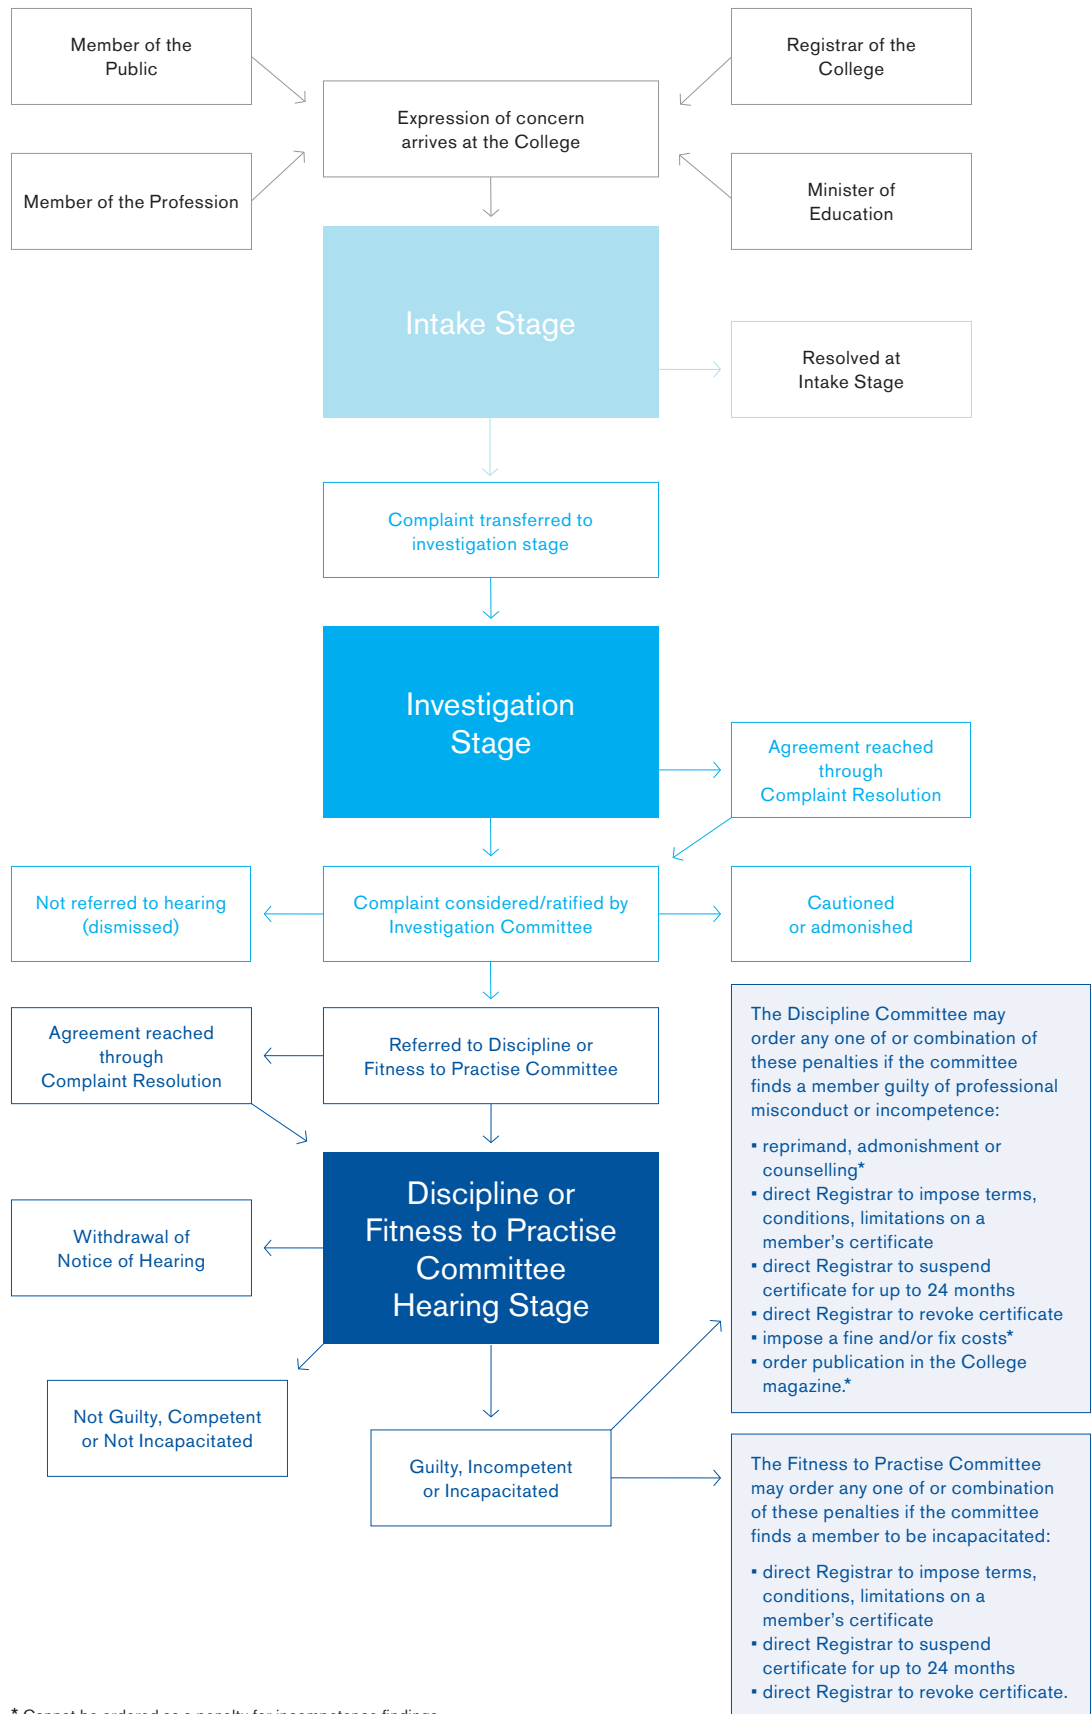 Member of the
Public
Registrar of the
College
Expression of concern
arrives at the College
Member of the Profession
Minister of
Education
Intake Stage
Resolved at
Intake Stage
Complaint transferred to
investigation stage
Investigation
Stage
Agreement reached
through
Complaint Resolution
Not referred to hearing
(dismissed)
Complaint considered/ratified by
Investigation Committee
Cautioned
or admonished
Agreement reached
through
Complaint Resolution
Referred to Discipline or
Fitness to Practise Committee
Discipline or
Fitness to Practise
Committee
Hearing Stage
Withdrawal of
Notice of Hearing
Not Guilty, Competent
or Not Incapacitated
Guilty, Incompetent
or Incapacitated
The Discipline Committee may
order any one of or combination of
these penalties if the committee
finds a member guilty of professional
misconduct or incompetence:
▪ reprimand, admonishment or
counselling*
▪ direct Registrar to impose terms,
conditions, limitations on a
member’s certificate
▪ direct Registrar to suspend
certificate for up to 24 months
▪ direct Registrar to revoke certificate
▪ impose a fine and/or fix costs*
▪ order publication in the College
magazine.*
The Fitness to Practise Committee
may order any one of or combination
of these penalties if the committee
finds a member to be incapacitated:
▪ direct Registrar to impose terms,
conditions, limitations on a
member’s certificate
▪ direct Registrar to suspend
certificate for up to 24 months
▪ direct Registrar to revoke certificate.
* Cannot be ordered as a penalty for incompetence findings